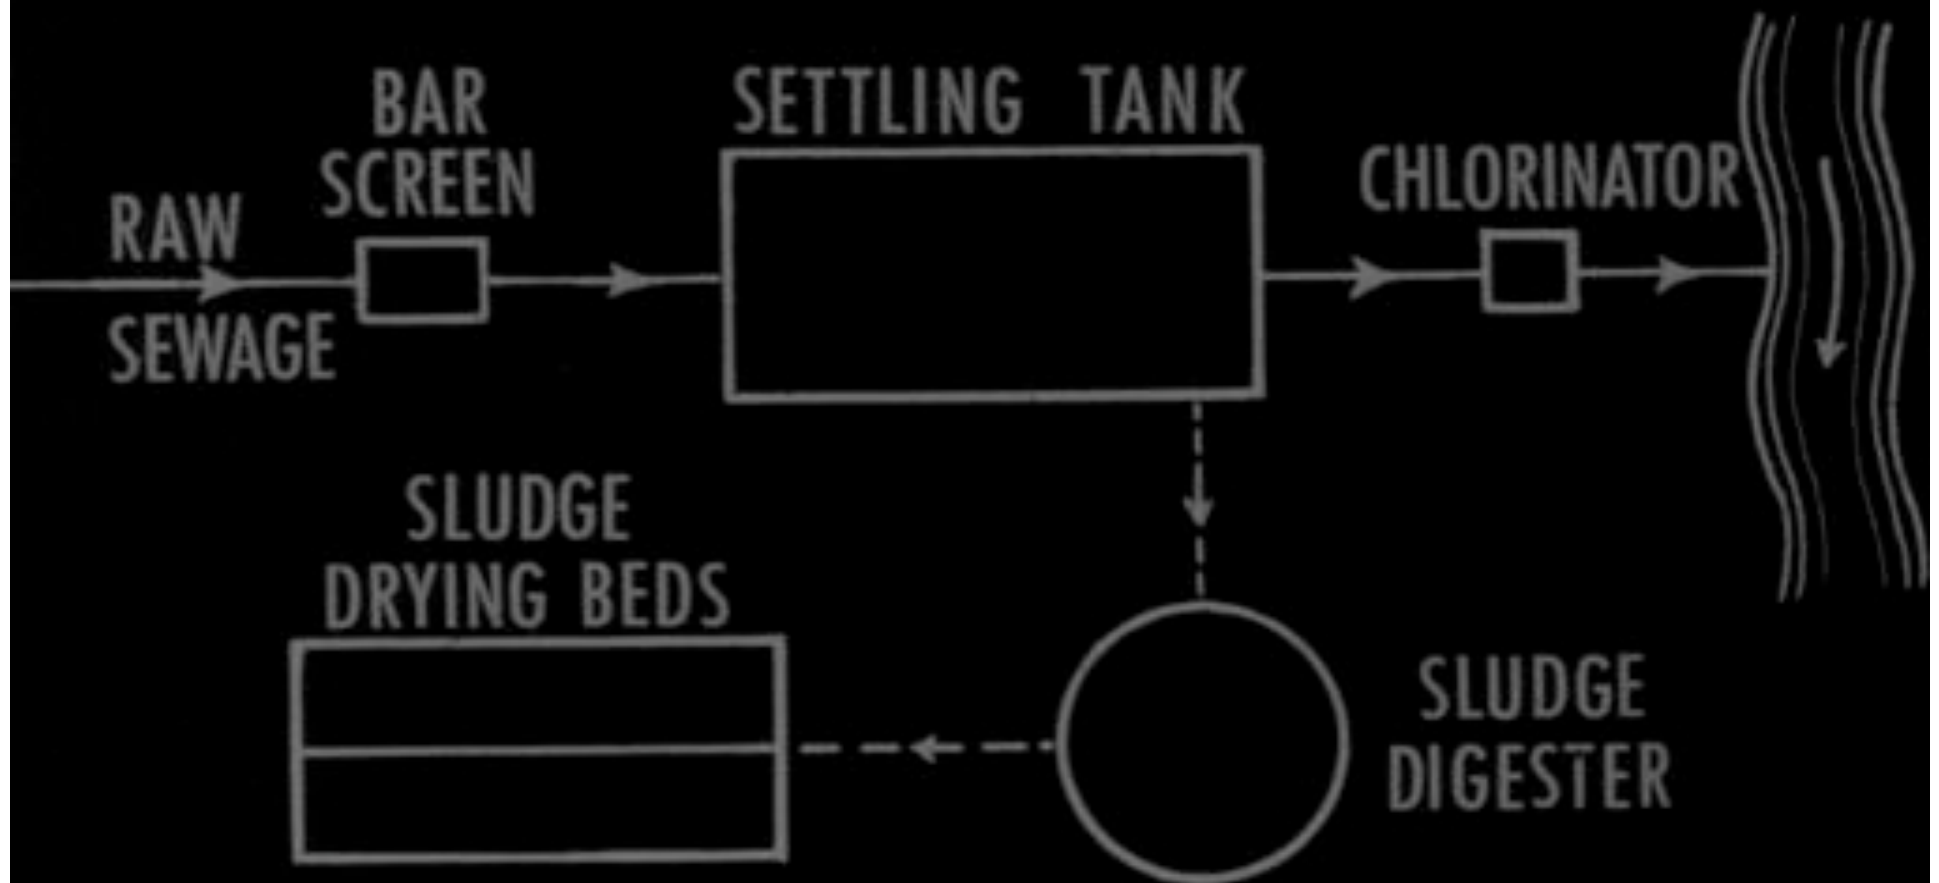 BAR
SCREEN
SETTLING TANK
CHLORINATOR
RAW
SEWAGE
SLUDGE
DRYING BEDS
SLUDGE
DIGESTER